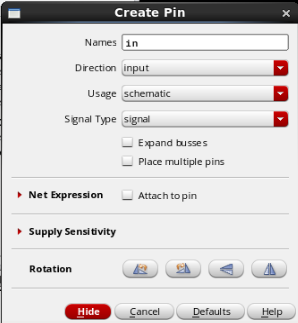 Create Pin
Names in
Direction input
Usage schematic
Signal Type signal
Expand busses
Place multiple pins
Net Expression Attach to pin
Supply Sensitivity
Rotation
Hide Cancel Defaults Help